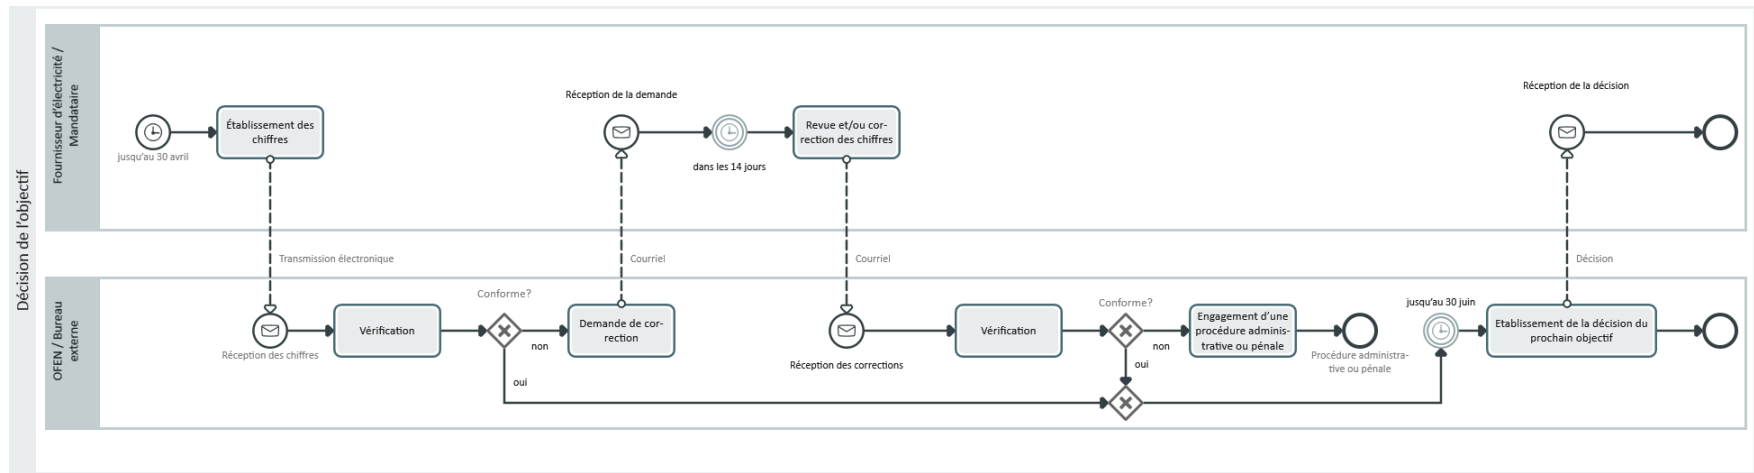 Décision de l'objectif
Fournisseur d'électricité /
Mandataire
jusqu'au 30 avril
Établissement des
chiffres
Réception de la demande
dans les 14 jours
Revue et/ou cor-
rection des chiffres
Réception de la décision
Transmission électronique
Courriel
Courriel
Décision
OFEN / Bureau
externe
Réception des chiffres
Vérification
Conforme?
non
oui
Demande de cor-
rection
Réception des corrections
Vérification
Conforme?
non
oui
Engagement d'une
procédure adminis-
trative ou pénale
Procédure administra-
tive ou pénale
jusqu'au 30 juin
Etablissement de la décision du
prochain objectif